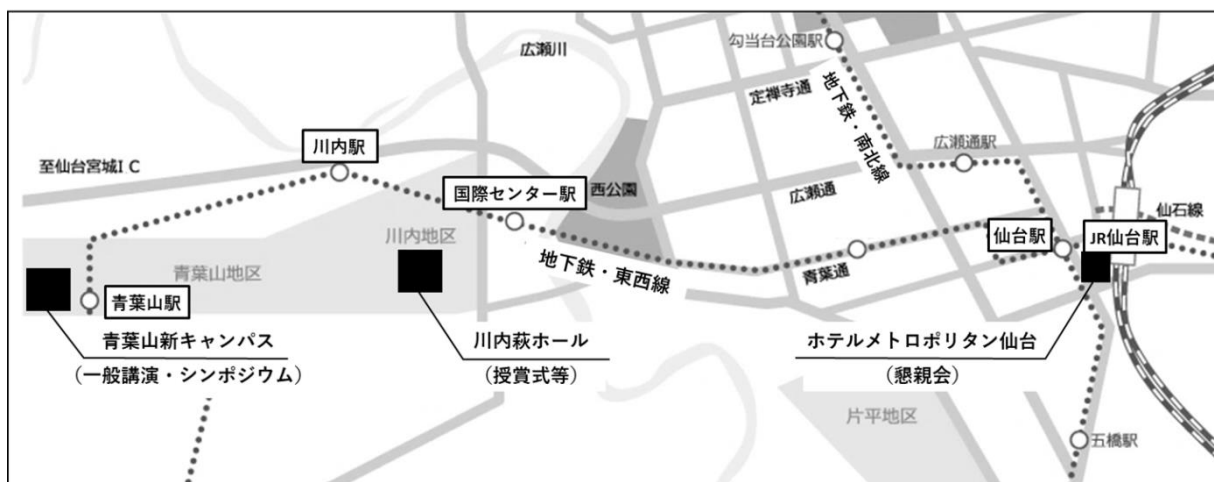 勾当台公園駅
広瀬川
定禅寺通
地下鉄・南北線
川内駅
広瀬通駅
至仙台宮城ＩＣ
国際センター駅
西公園
広瀬通
仙石線
川内地区
仙台駅
JR仙台駅
青葉山地区
地下鉄・東西線
青葉通
青葉山駅
青葉山新キャンパス
（一般講演・シンポジウム）
川内萩ホール
（授賞式等）
ホテルメトロポリタン仙台
（懇親会）
片平地区
五橋駅